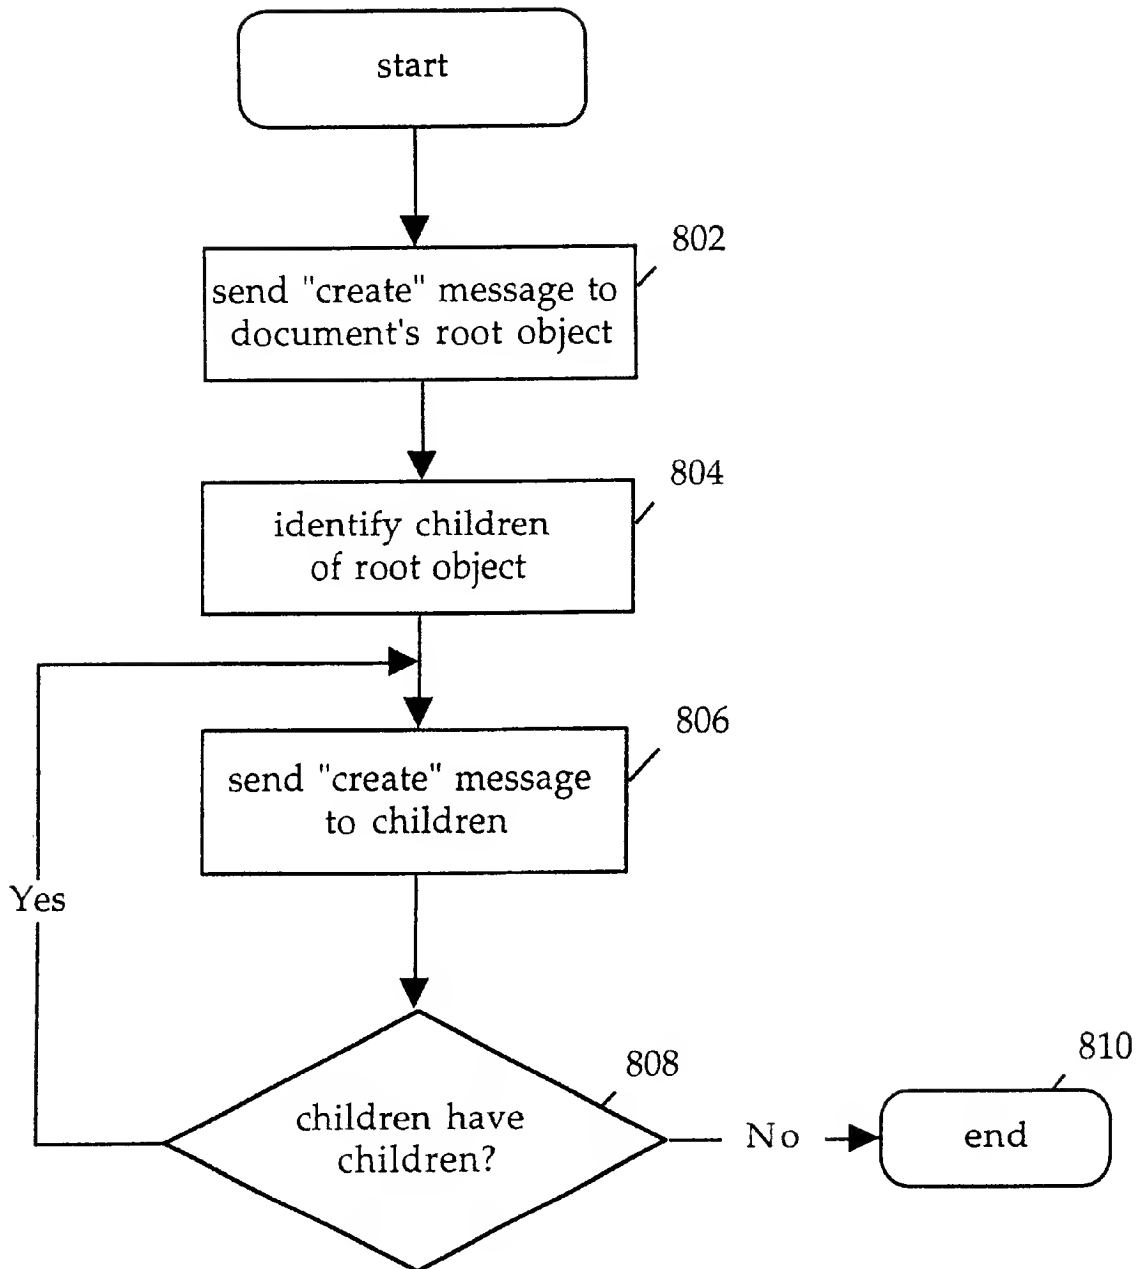 start
802
send "create" message to
document's root object
804
identify children
of root object
806
send "create" message
to children
Yes
808
children have
children?
No
810
end